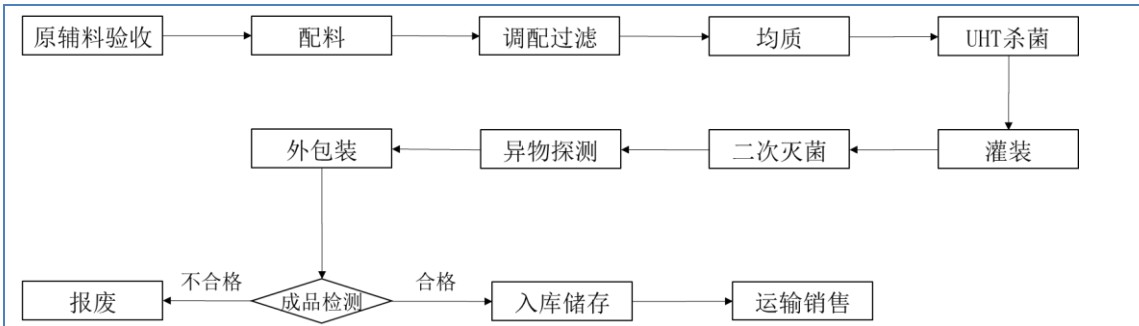 原辅料验收
配料
调配过滤
均质
UHT杀菌
外包装
异物探测
二次灭菌
灌装
不合格
合格
报废
成品检测
入库储存
运输销售